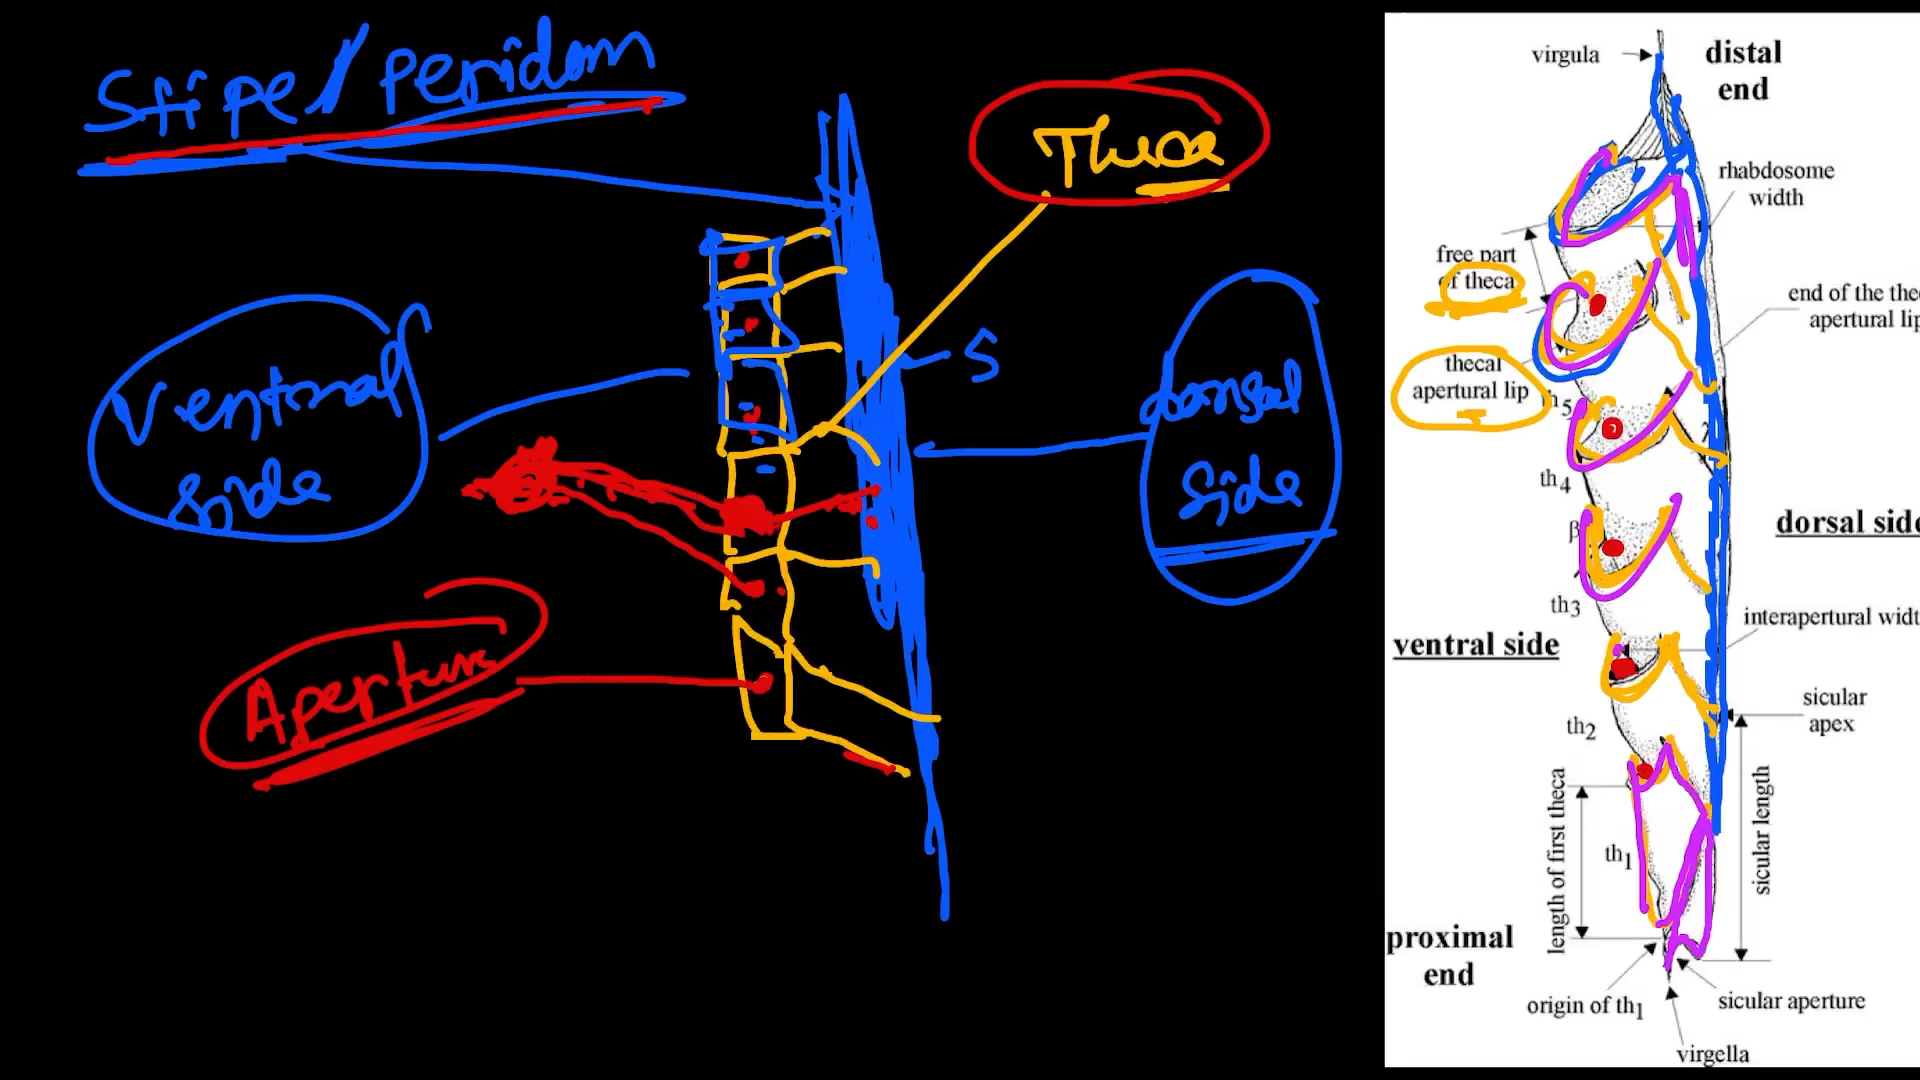 Stipe/Peridom
Theca
Ventral
side
S
dorsal
side
Aperture
virgula
distal
end
rhabdosome
width
free part
of theca
end of the the
apertural lip
thecal
apertural lip
th5
th4
dorsal side
β
th3
interapertural widt
ventral side
sicular
apex
th2
length of first theca
sicular length
th1
proximal
end
origin of th1
sicular aperture
virgella